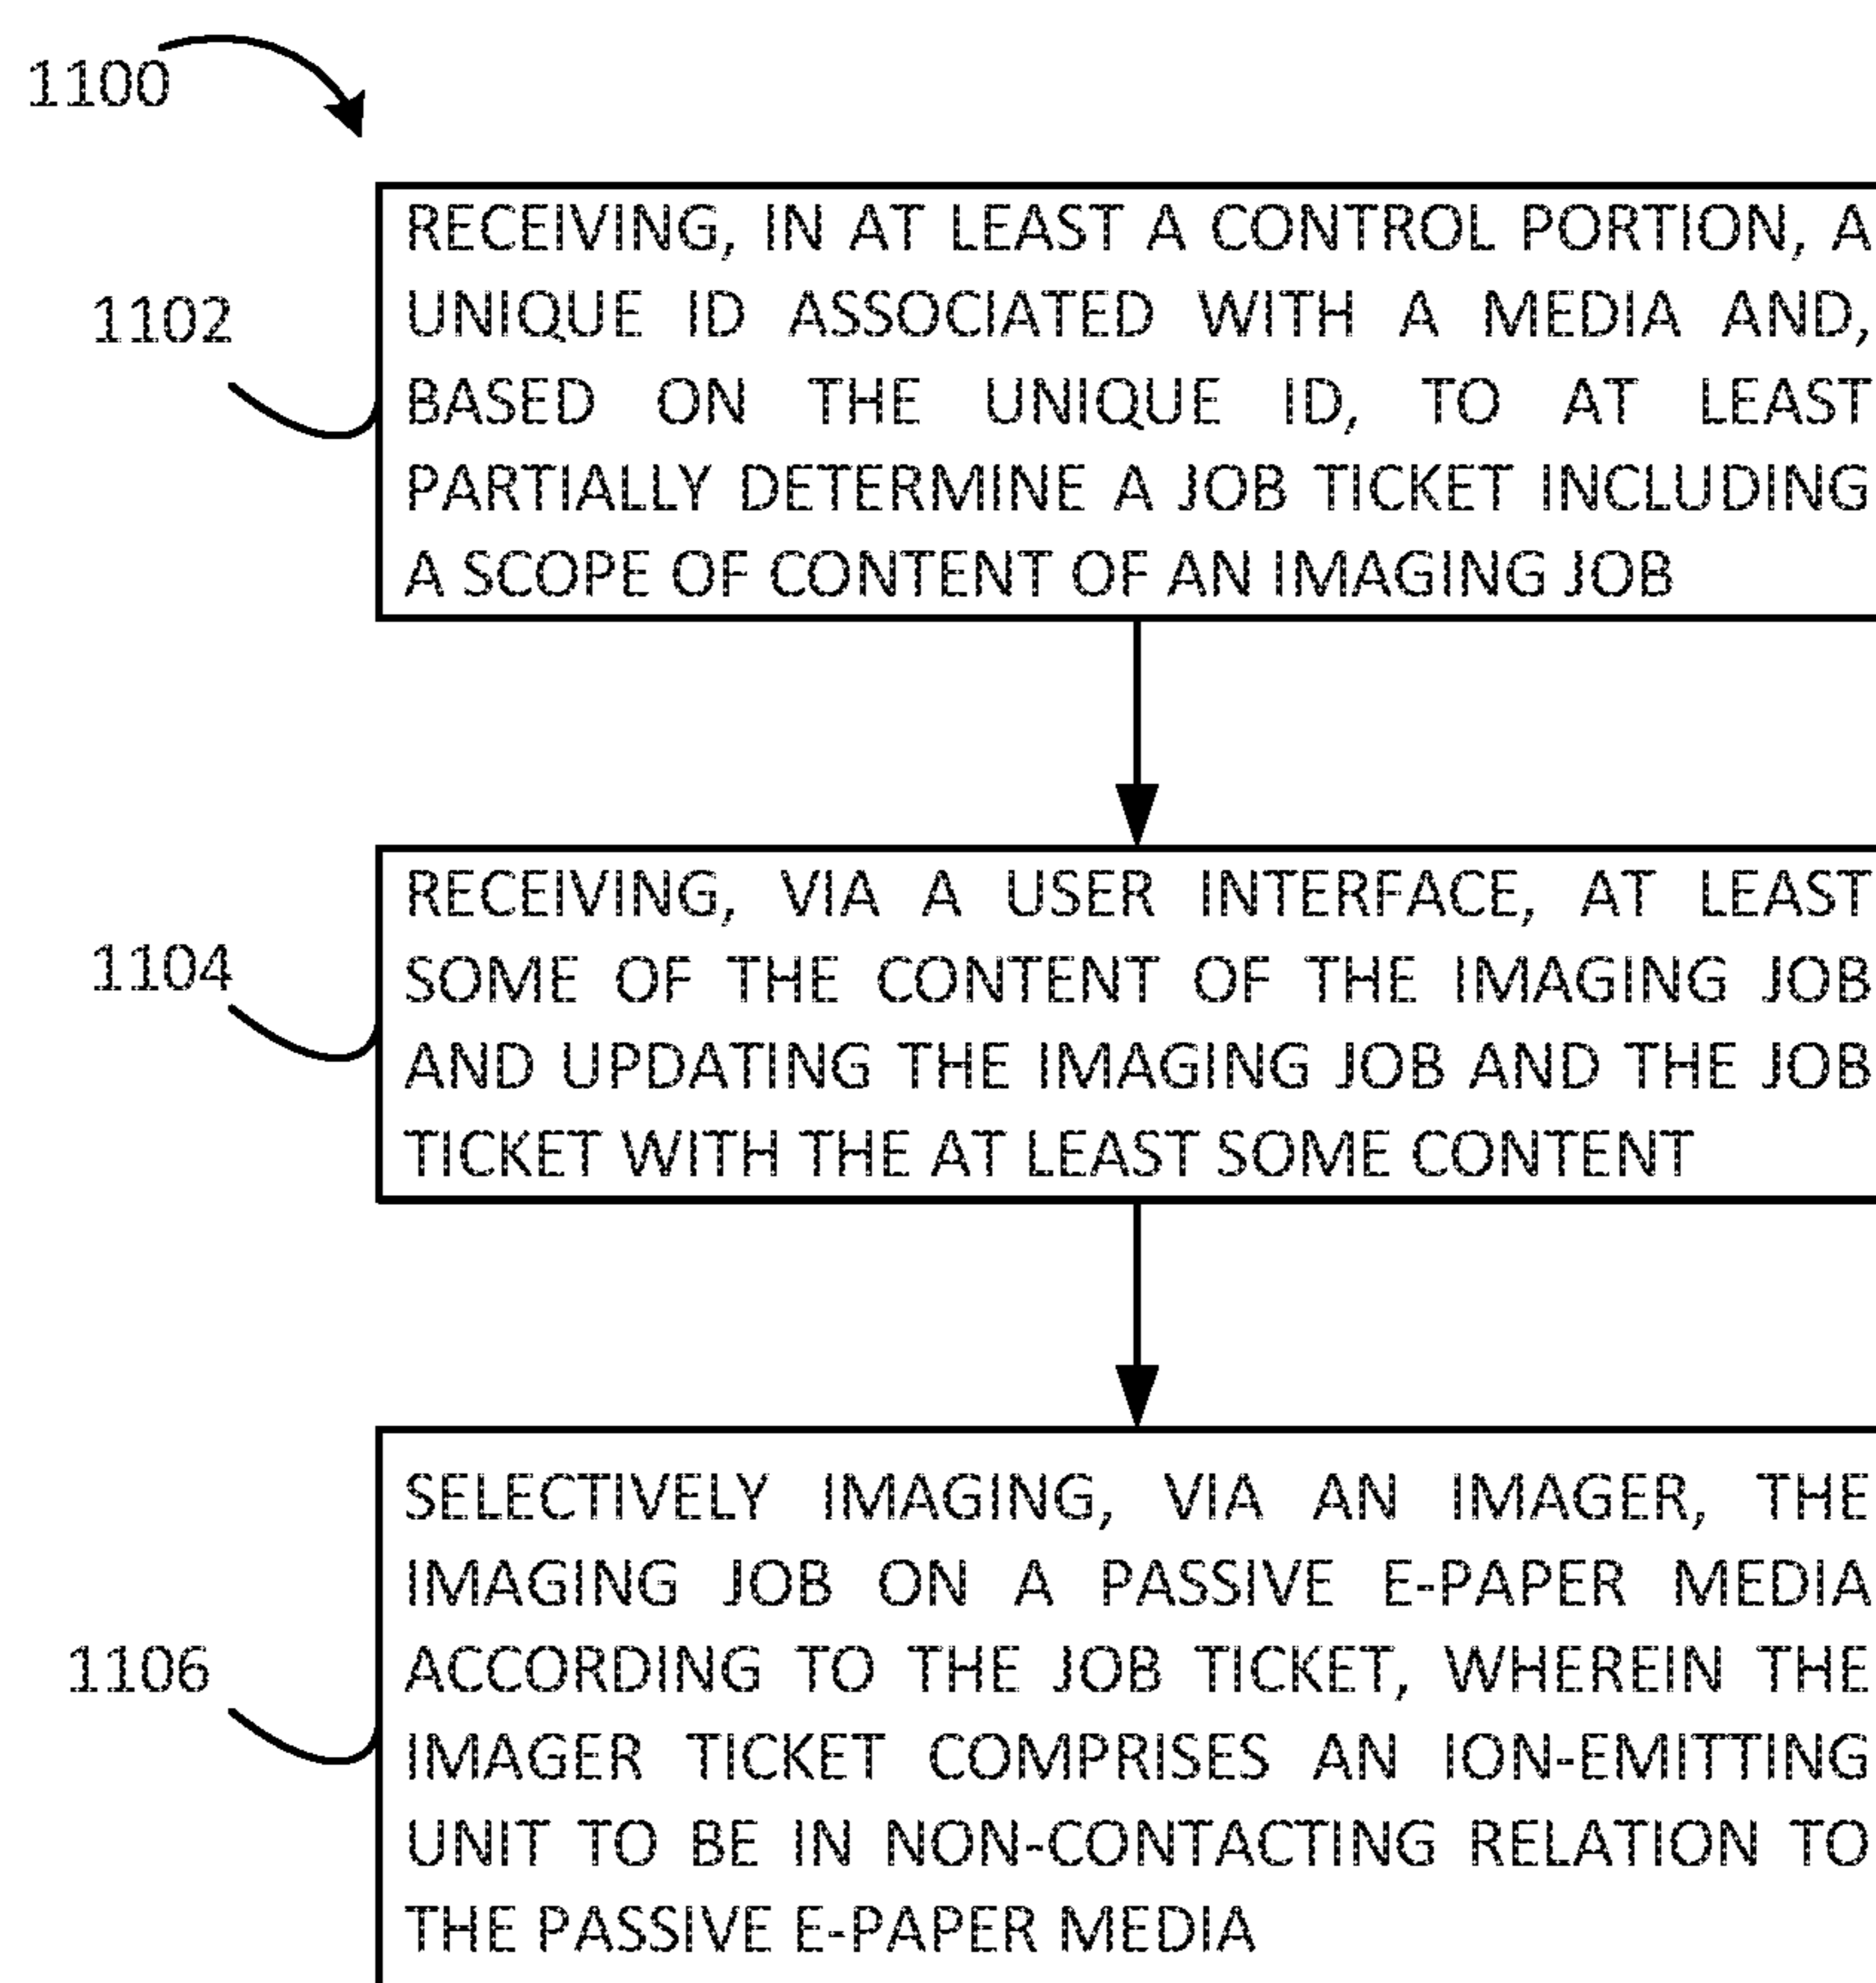 1100
RECEIVING, IN AT LEAST A CONTROL PORTION, A
UNIQUE ID ASSOCIATED WITH A MEDIA AND,
1102
BASED ON THE UNIQUE ID, TO AT LEAST
PARTIALLY DETERMINE A JOB TICKET INCLUDING
A SCOPE OF CONTENT OF AN IMAGING JOB
RECEIVING, VIA A USER INTERFACE, AT LEAST
1104
SOME OF THE CONTENT OF THE IMAGING JOB
AND UPDATING THE IMAGING JOB AND THE JOB
TICKET WITH THE AT LEAST SOME CONTENT
SELECTIVELY IMAGING, VIA AN IMAGER, THE
IMAGING JOB ON A PASSIVE E-PAPER MEDIA
1106
ACCORDING TO THE JOB TICKET, WHEREIN THE
IMAGER TICKET COMPRISES AN ION-EMITTING
UNIT TO BE IN NON-CONTACTING RELATION TO
THE PASSIVE E-PAPER MEDIA